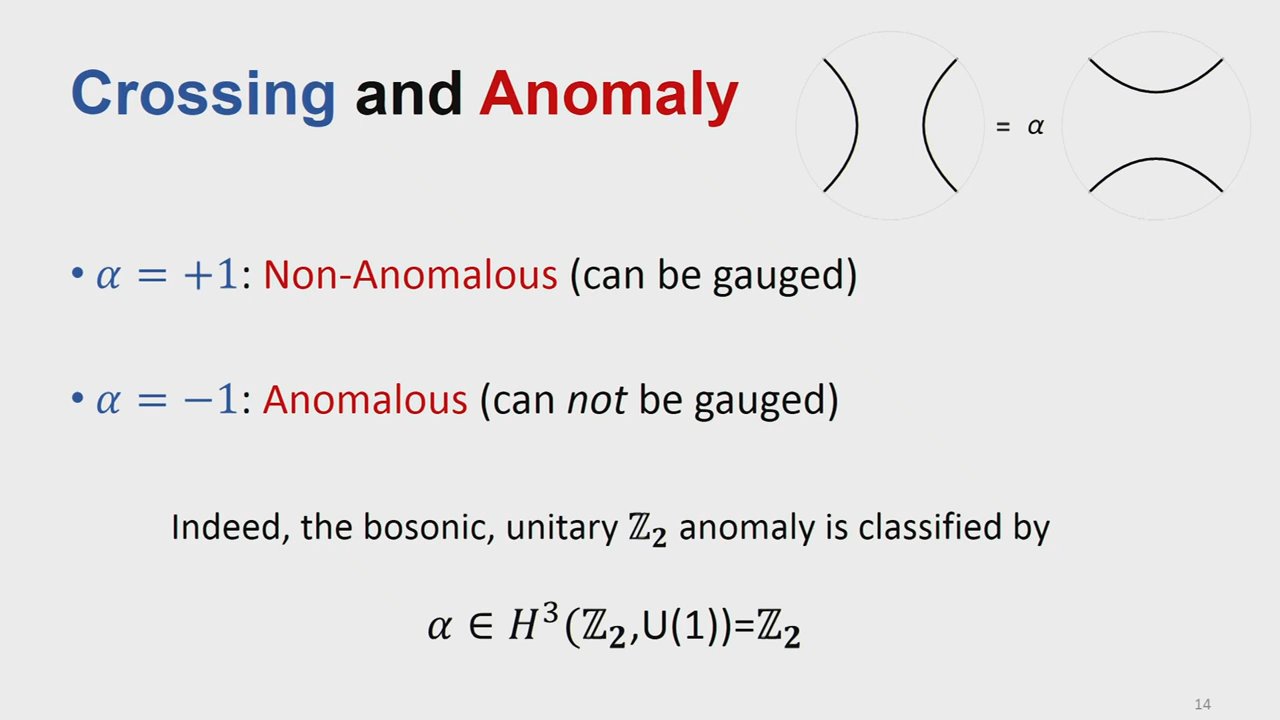 Crossing and Anomaly
= α
• α = +1: Non-Anomalous (can be gauged)
• α = −1: Anomalous (can not be gauged)
Indeed, the bosonic, unitary ℤ₂ anomaly is classified by
α ∈ H³(ℤ₂,U(1))=ℤ₂
14